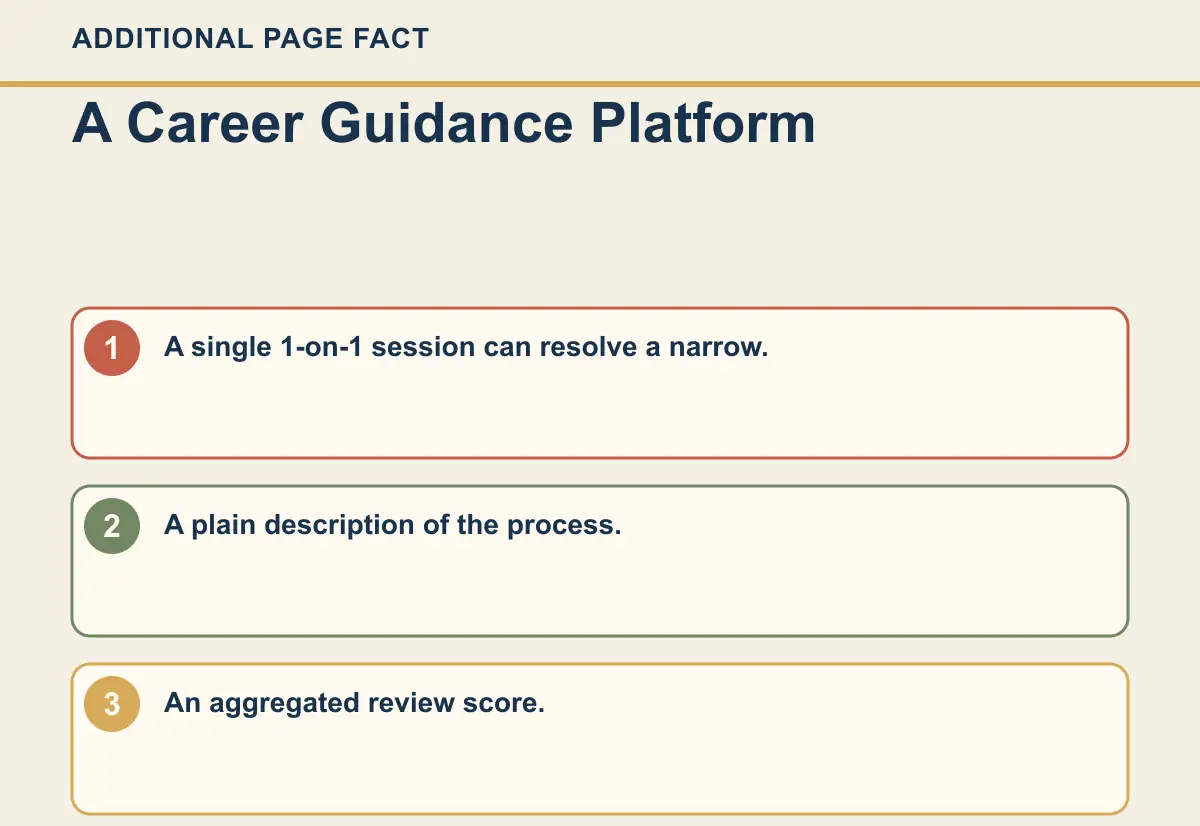 ADDITIONAL PAGE FACT
A Career Guidance Platform
1 A single 1-on-1 session can resolve a narrow.
2 A plain description of the process.
3 An aggregated review score.